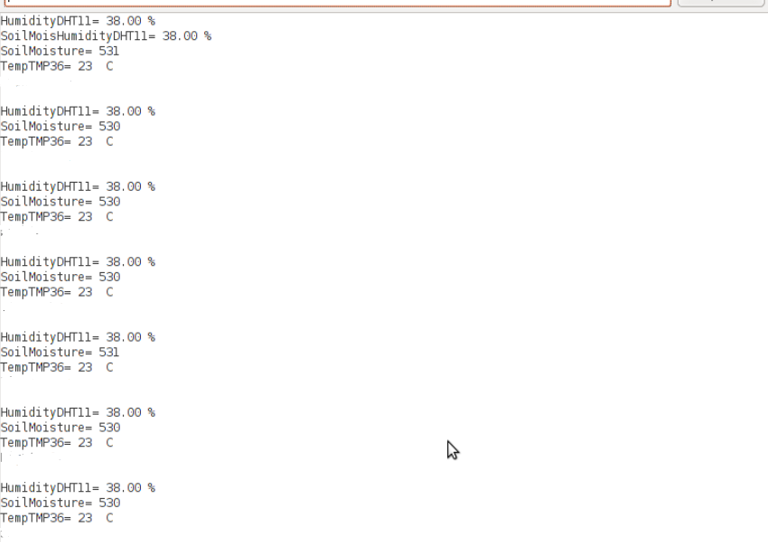 HumidityDHT11= 38.00 %
SoilMoisHumidityDHT11= 38.00 %
SoilMoisture= 531
TempTMP36= 23  C
HumidityDHT11= 38.00 %
SoilMoisture= 530
TempTMP36= 23  C
HumidityDHT11= 38.00 %
SoilMoisture= 530
TempTMP36= 23  C
HumidityDHT11= 38.00 %
SoilMoisture= 530
TempTMP36= 23  C
HumidityDHT11= 38.00 %
SoilMoisture= 531
TempTMP36= 23  C
HumidityDHT11= 38.00 %
SoilMoisture= 530
TempTMP36= 23  C
HumidityDHT11= 38.00 %
SoilMoisture= 530
TempTMP36= 23  C